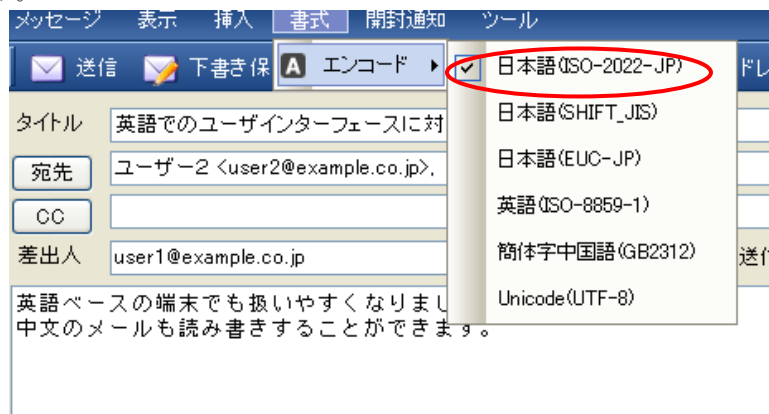 メッセージ 表示 挿入 書式 開封通知 ツール
送信 下書き保 A エンコード 日本語(ISO-2022-JP) ドレ
日本語(SHIFT_JIS)
タイトル 英語でのユーザインターフェースに対
日本語(EUC-JP)
宛先 ユーザー2 <user2@example.co.jp>,
英語(ISO-8859-1)
CC
簡体字中国語(GB2312)
差出人 user1@example.co.jp 送信
Unicode(UTF-8)
英語ベースの端末でも扱いやすくなりまし
中文のメールも読み書きすることができます。